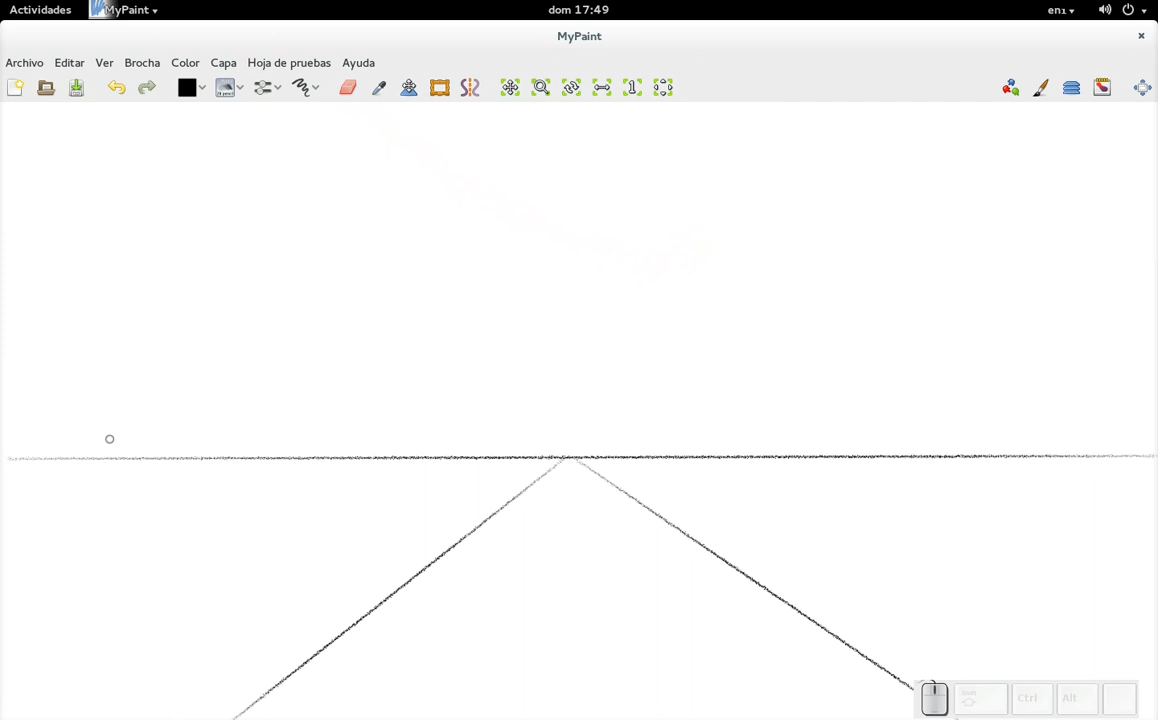 Actividades MyPaint dom 17:49 en₁
MyPaint
Archivo Editar Ver Brocha Color Capa Hoja de pruebas Ayuda
1
Ctrl Alt